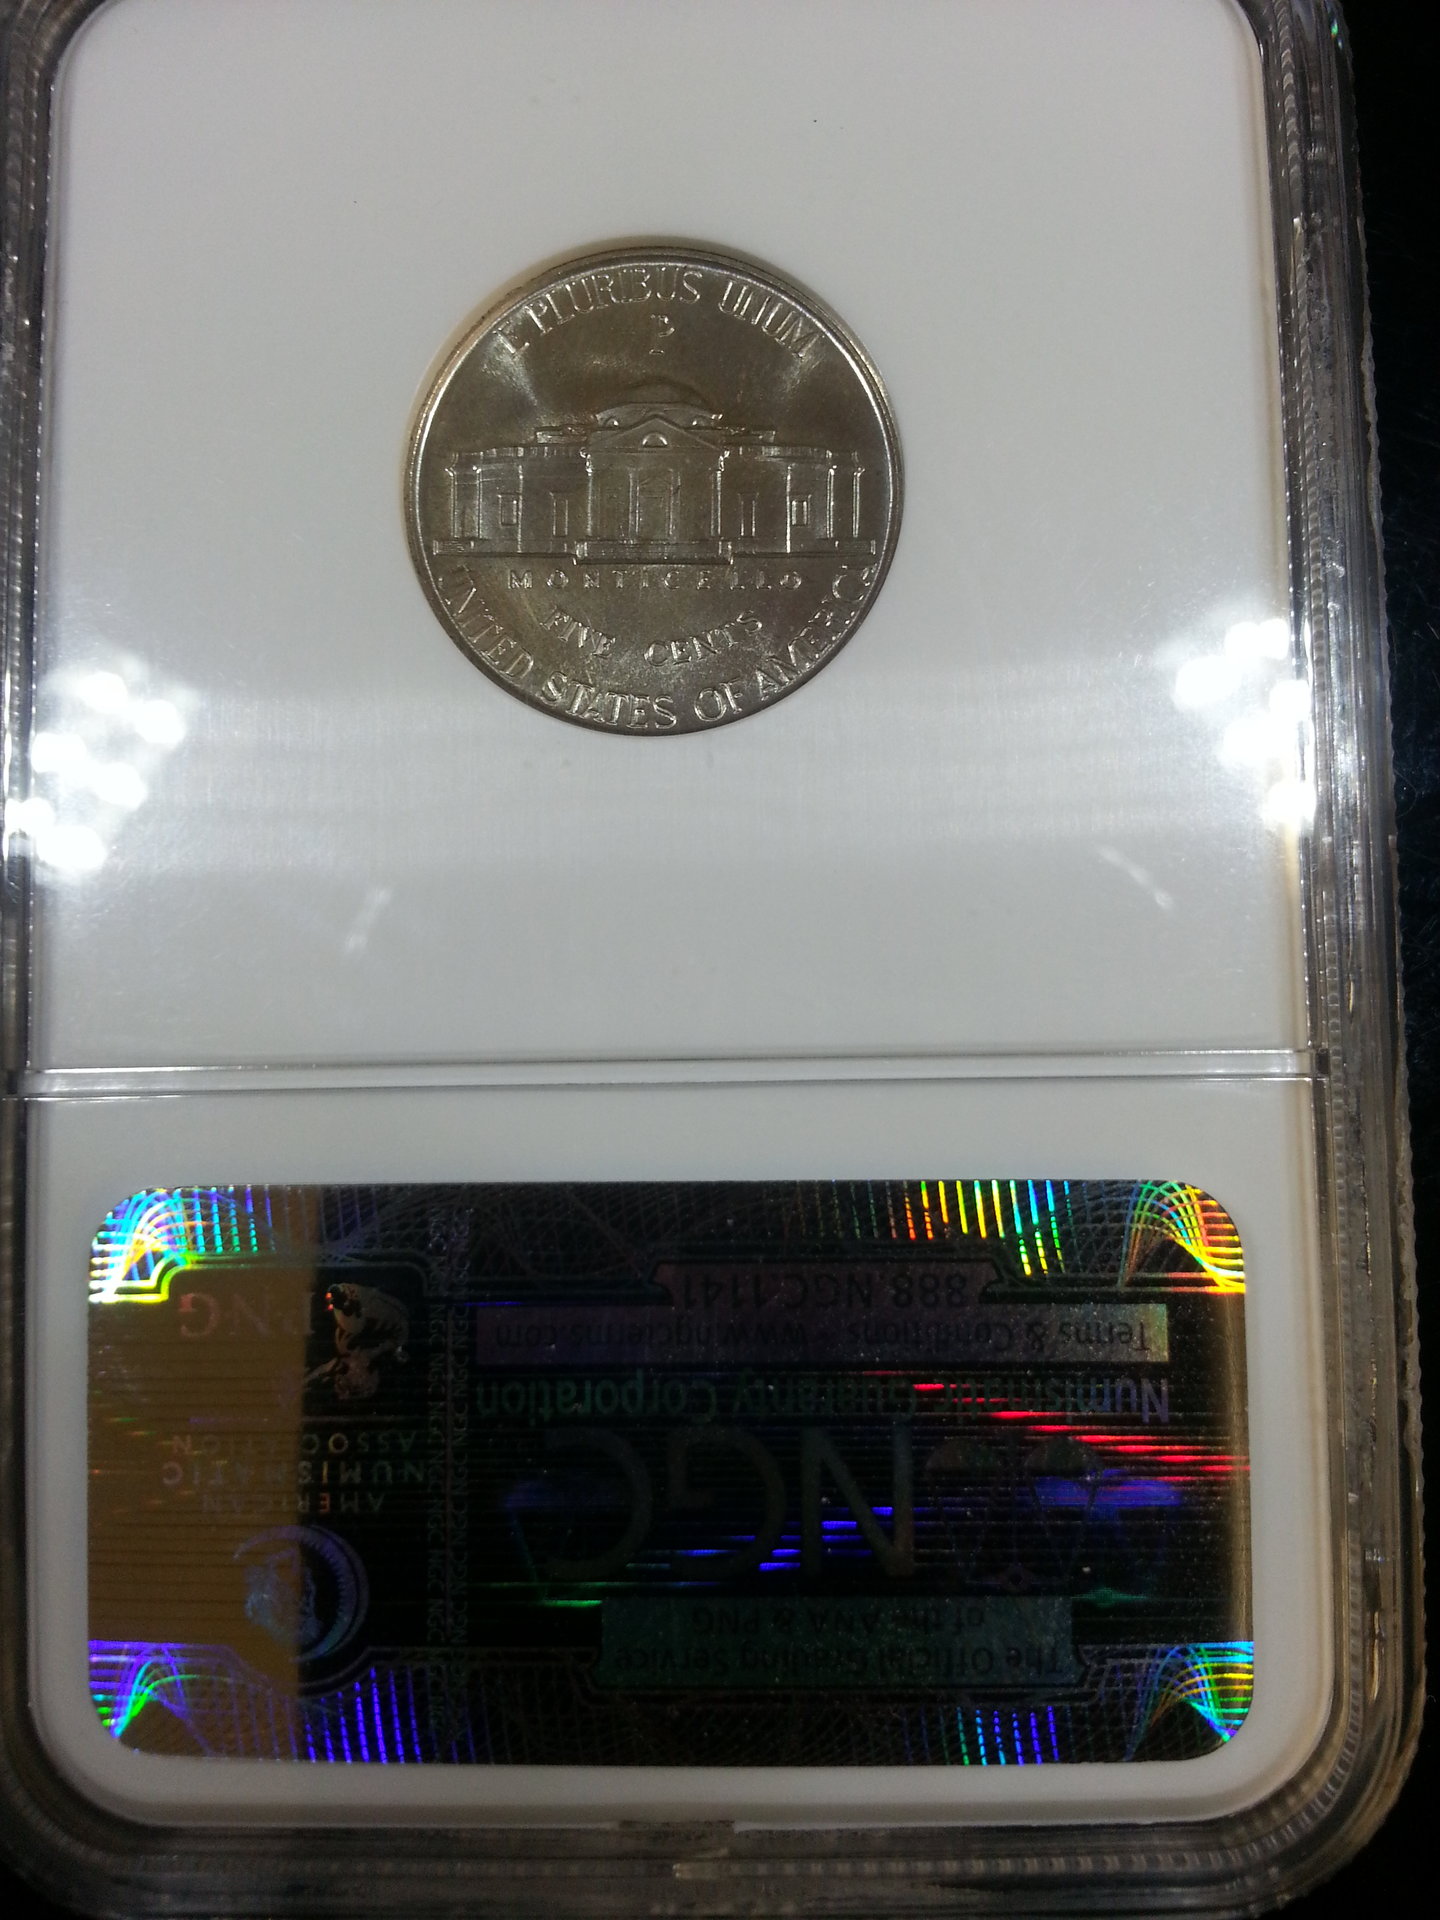 E PLURIBUS UNUM
P
MONTICELLO
FIVE CENTS
UNITED STATES OF AMERICA
The Official Grading Service
of the ANA & PNG
NGC
Numismatic Guaranty Corporation
Terms & Conditions - www.ngcterms.com
888.NGC.1141
AMERICAN
NUMISMATIC
ASSOCIATION
PNG